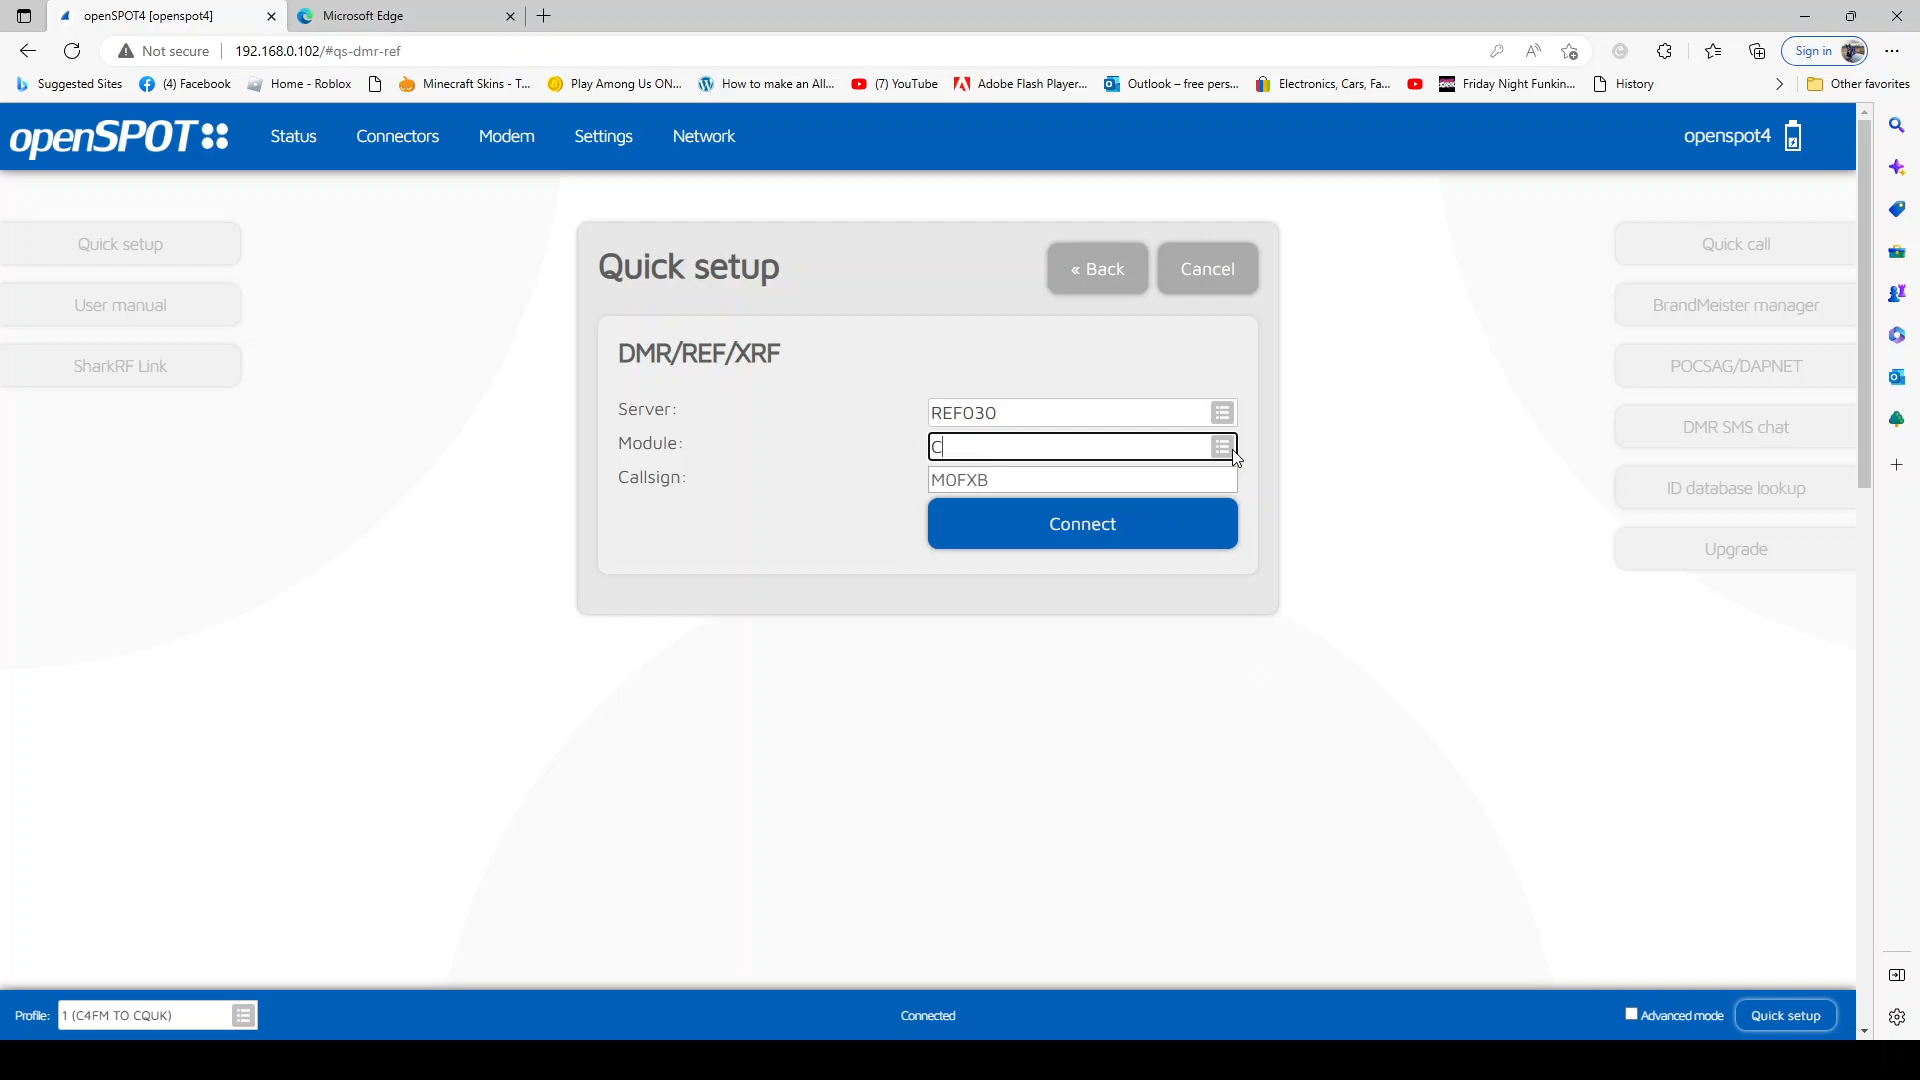 openSPOT4 [openspot4]
Microsoft Edge
Not secure
192.168.0.102/#qs-dmr-ref
Sign in
Suggested Sites
(4) Facebook
Home - Roblox
Minecraft Skins - T...
Play Among Us ON...
How to make an All...
(7) YouTube
Adobe Flash Player...
Outlook – free pers...
Electronics, Cars, Fa...
Friday Night Funkin...
History
Other favorites
openSPOT
Status
Connectors
Modem
Settings
Network
openspot4
Quick setup
User manual
SharkRF Link
Quick setup
« Back
Cancel
DMR/REF/XRF
Server:
REF030
Module:
C
Callsign:
M0FXB
Connect
Quick call
BrandMeister manager
POCSAG/DAPNET
DMR SMS chat
ID database lookup
Upgrade
Profile:
1 (C4FM TO CQUK)
Connected
Advanced mode
Quick setup